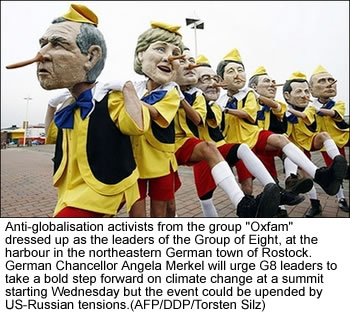 Anti-globalisation activists from the group "Oxfam"
dressed up as the leaders of the Group of Eight, at the
harbour in the northeastern German town of Rostock.
German Chancellor Angela Merkel will urge G8 leaders to
take a bold step forward on climate change at a summit
starting Wednesday but the event could be upended by
US-Russian tensions.(AFP/DDP/Torsten Silz)